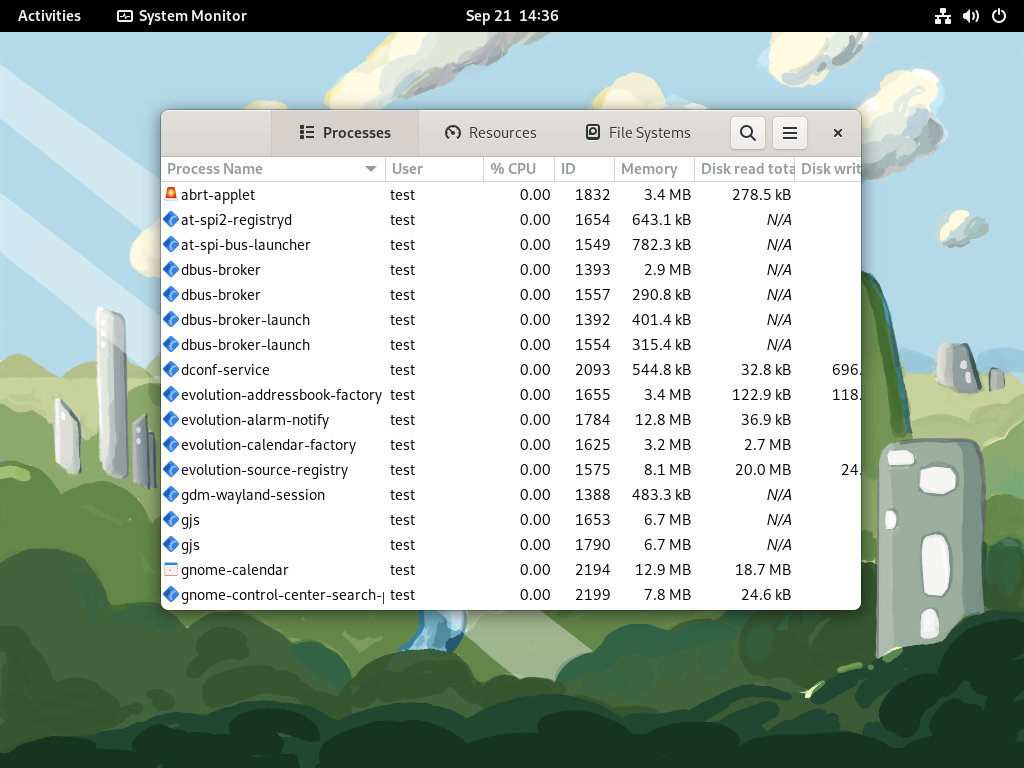 Activities System Monitor Sep 21 14:36
Processes Resources File Systems
Process Name User % CPU ID Memory Disk read tota Disk writ
abrt-applet test 0.00 1832 3.4 MB 278.5 kB
at-spi2-registryd test 0.00 1654 643.1 kB N/A
at-spi-bus-launcher test 0.00 1549 782.3 kB N/A
dbus-broker test 0.00 1393 2.9 MB N/A
dbus-broker test 0.00 1557 290.8 kB N/A
dbus-broker-launch test 0.00 1392 401.4 kB N/A
dbus-broker-launch test 0.00 1554 315.4 kB N/A
dconf-service test 0.00 2093 544.8 kB 32.8 kB 696.
evolution-addressbook-factory test 0.00 1655 3.4 MB 122.9 kB 118.
evolution-alarm-notify test 0.00 1784 12.8 MB 36.9 kB
evolution-calendar-factory test 0.00 1625 3.2 MB 2.7 MB
evolution-source-registry test 0.00 1575 8.1 MB 20.0 MB 24.
gdm-wayland-session test 0.00 1388 483.3 kB N/A
gjs test 0.00 1653 6.7 MB N/A
gjs test 0.00 1790 6.7 MB N/A
gnome-calendar test 0.00 2194 12.9 MB 18.7 MB
gnome-control-center-search-p test 0.00 2199 7.8 MB 24.6 kB